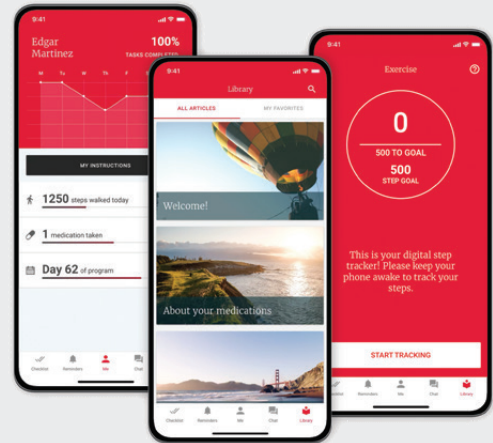 9:41
Edgar
Martinez
100%
TASKS COMPLETED
M Tu W Th F
MY INSTRUCTIONS
1250 steps walked today
1 medication taken
Day 62 of program
Checklist Reminders Me Chat
9:41
Library
ALL ARTICLES MY FAVORITES
Welcome!
About your medications
Checklist Reminders Me Chat Library
9:41
Exercise
0
500 TO GOAL
500
STEP GOAL
This is your digital step
tracker! Please keep your
phone awake to track your
steps.
START TRACKING
Reminders Me Chat Library